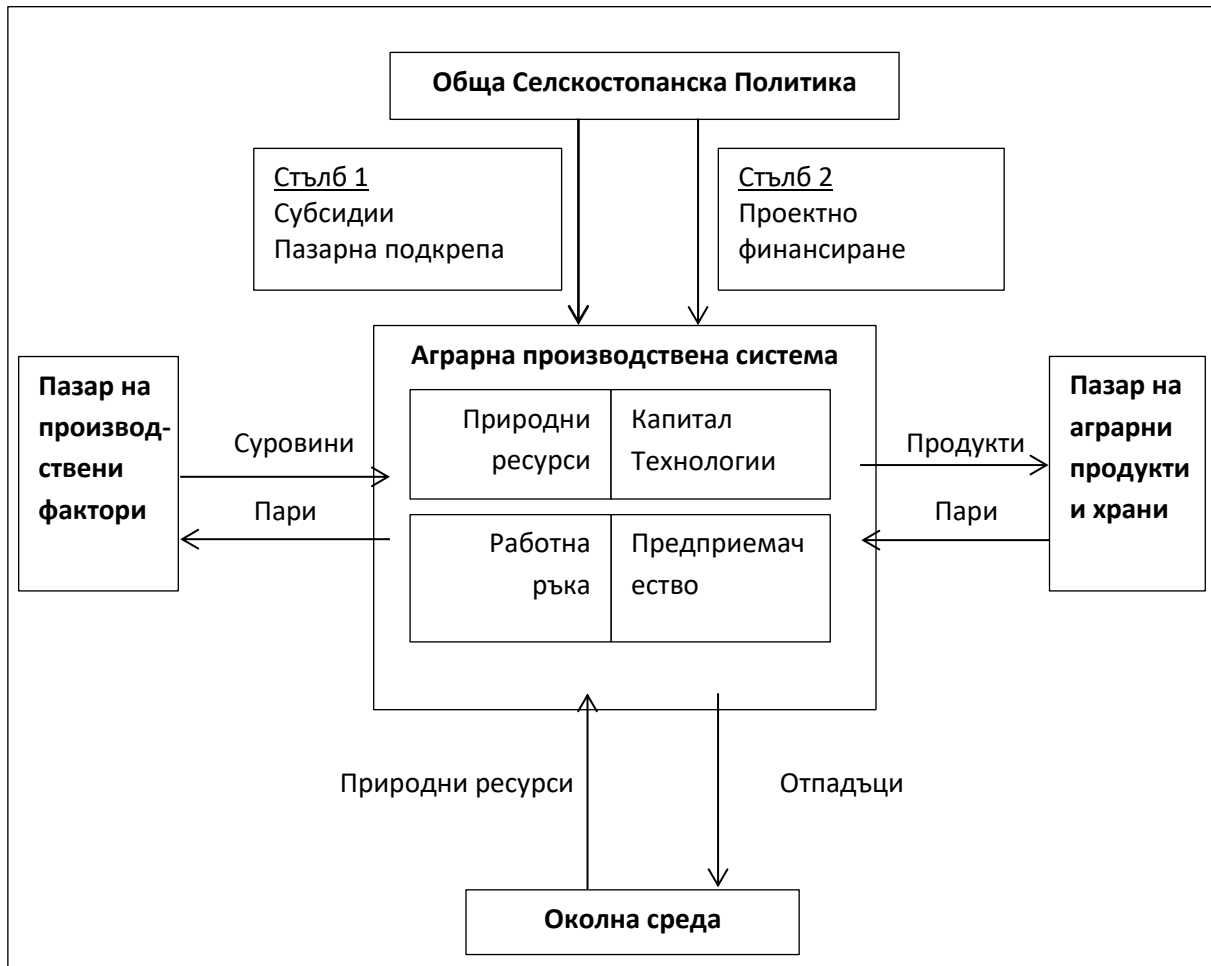 Обща Селскостопанска Политика
Стълб 1
Субсидии
Пазарна подкрепа
Стълб 2
Проектно
финансиране
Аграрна производствена система
Природни
ресурси
Капитал
Технологии
Работна
ръка
Предприемач
ество
Пазар на
производ-
ствени
фактори
Суровини
Пари
Продукти
Пари
Пазар на
аграрни
продукти
и храни
Природни ресурси
Отпадъци
Околна среда